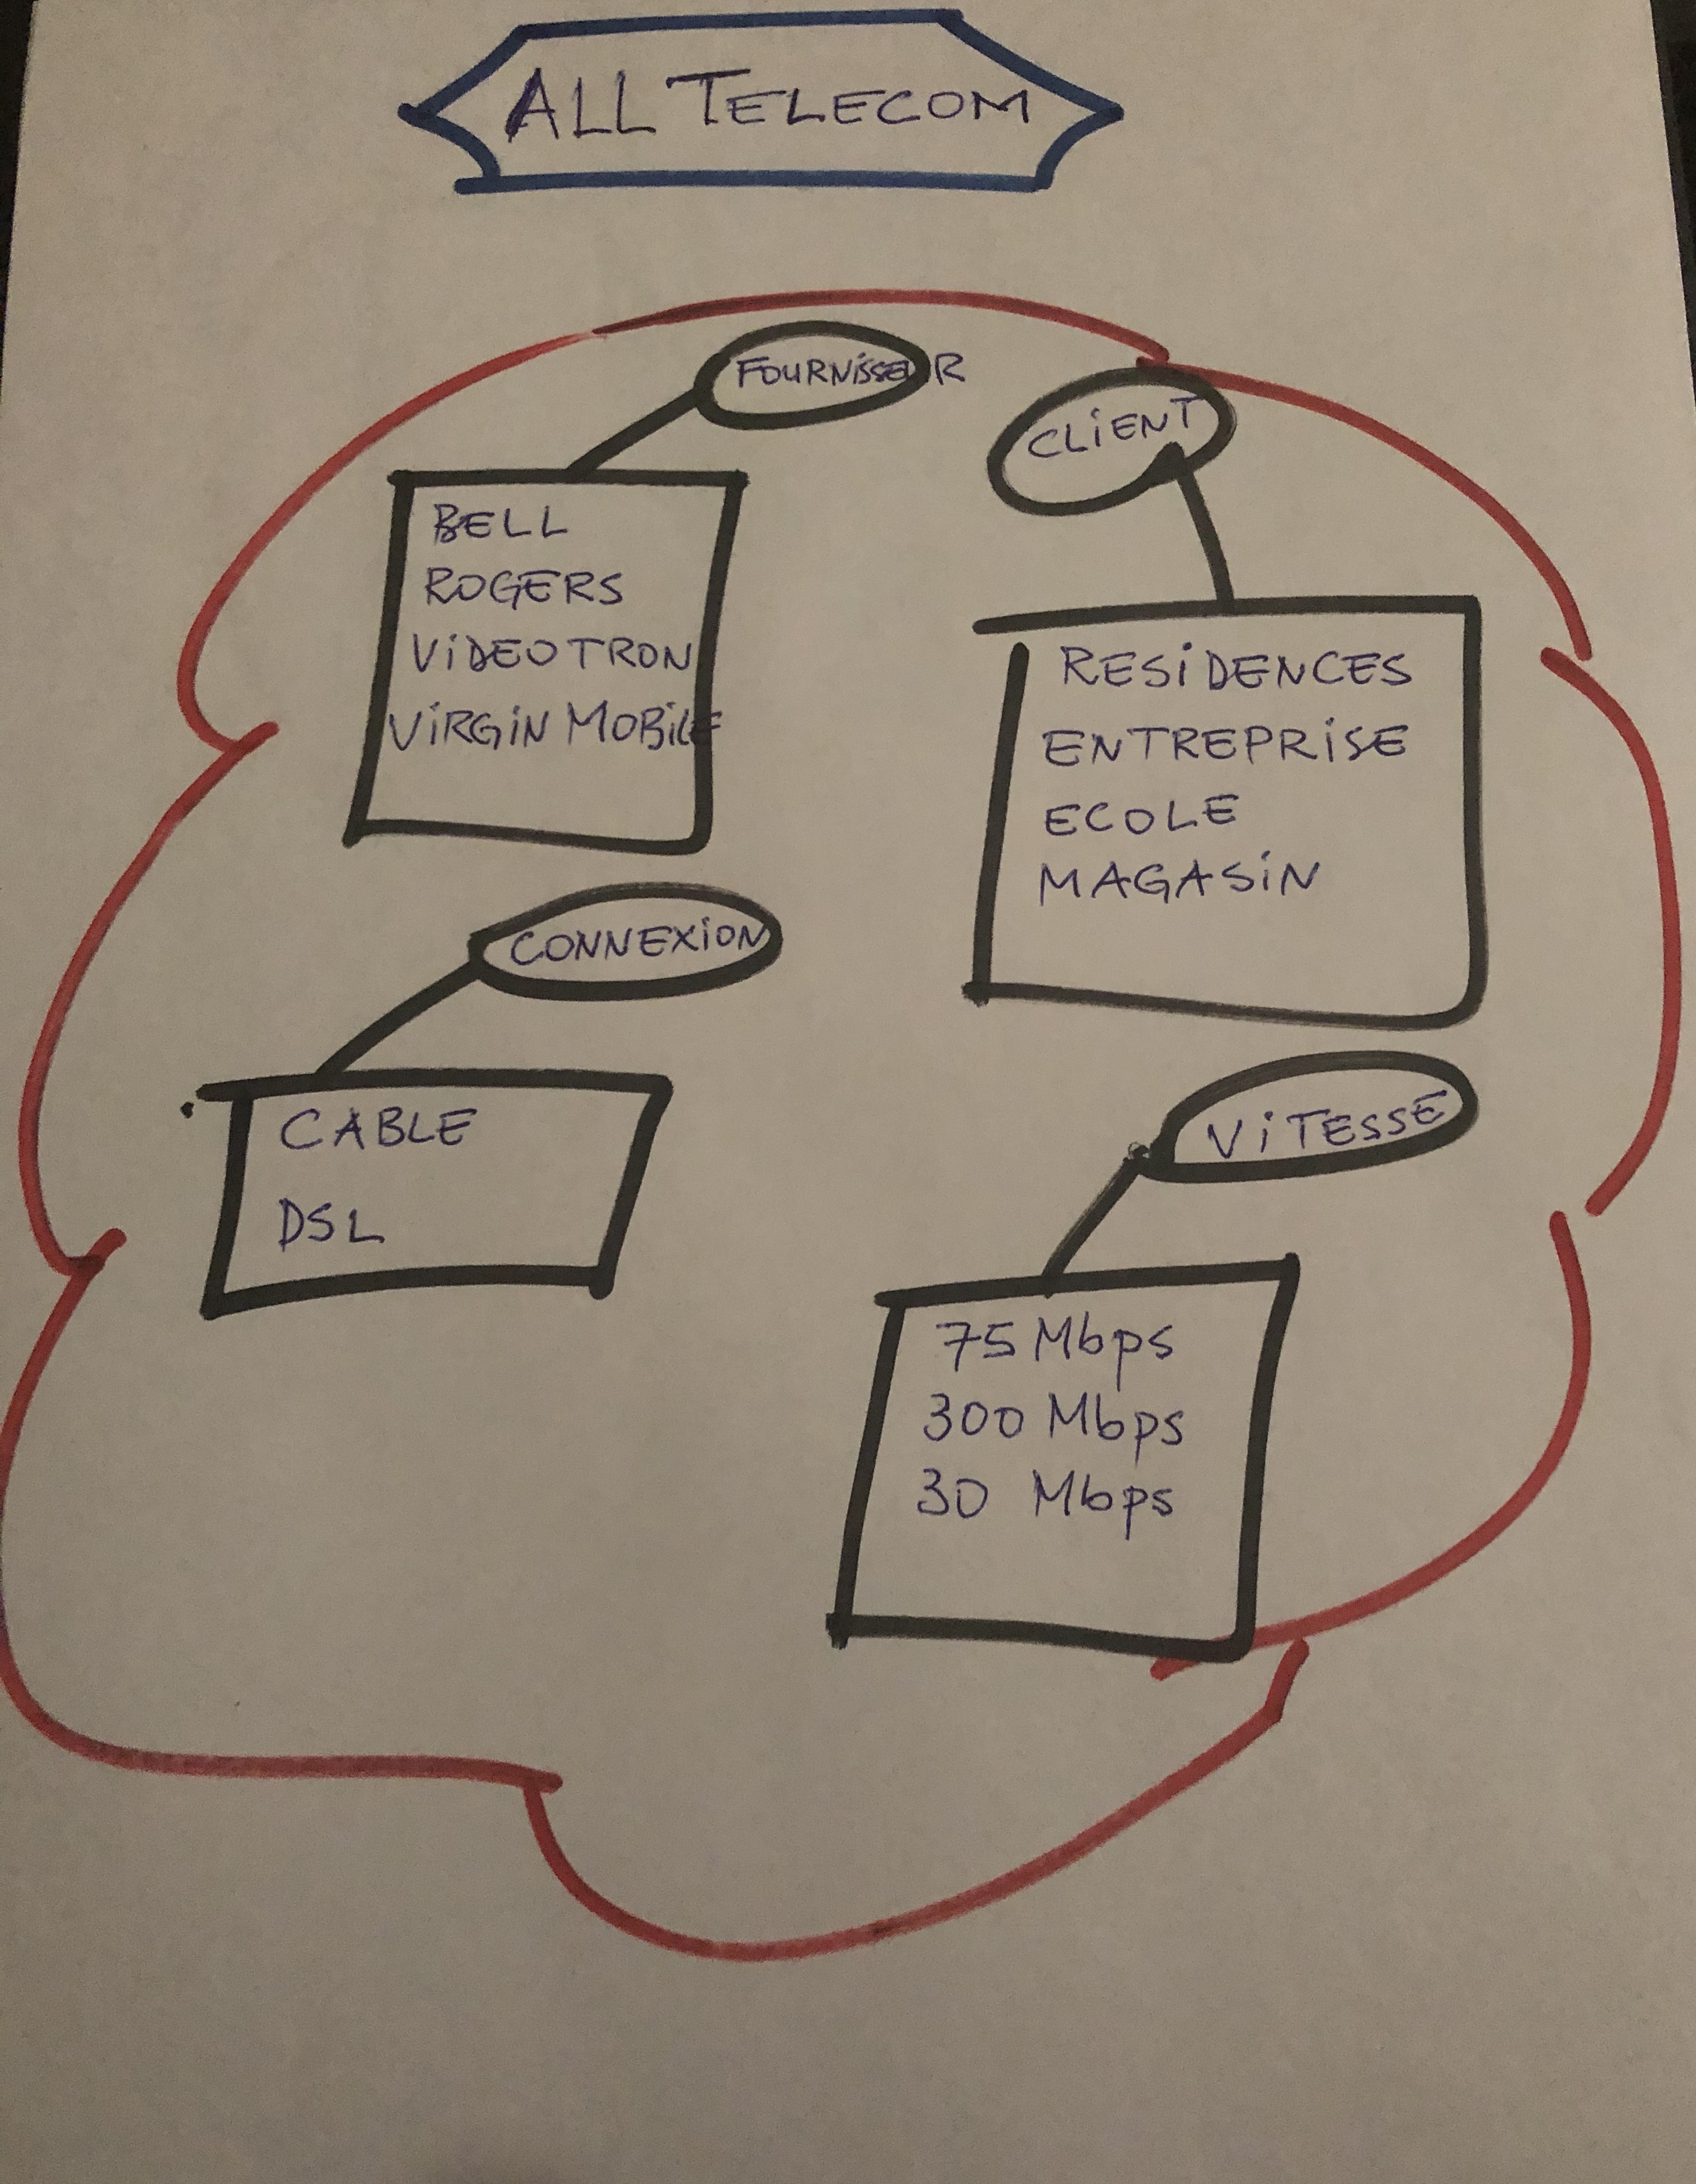 ALL TELECOM
FOURNISSEUR
BELL
ROGERS
VIDEOTRON
VIRGIN MOBILE
CLIENT
RESIDENCES
ENTREPRISE
ECOLE
MAGASIN
CONNEXION
CABLE
DSL
VITESSE
75 Mbps
300 Mbps
30 Mbps